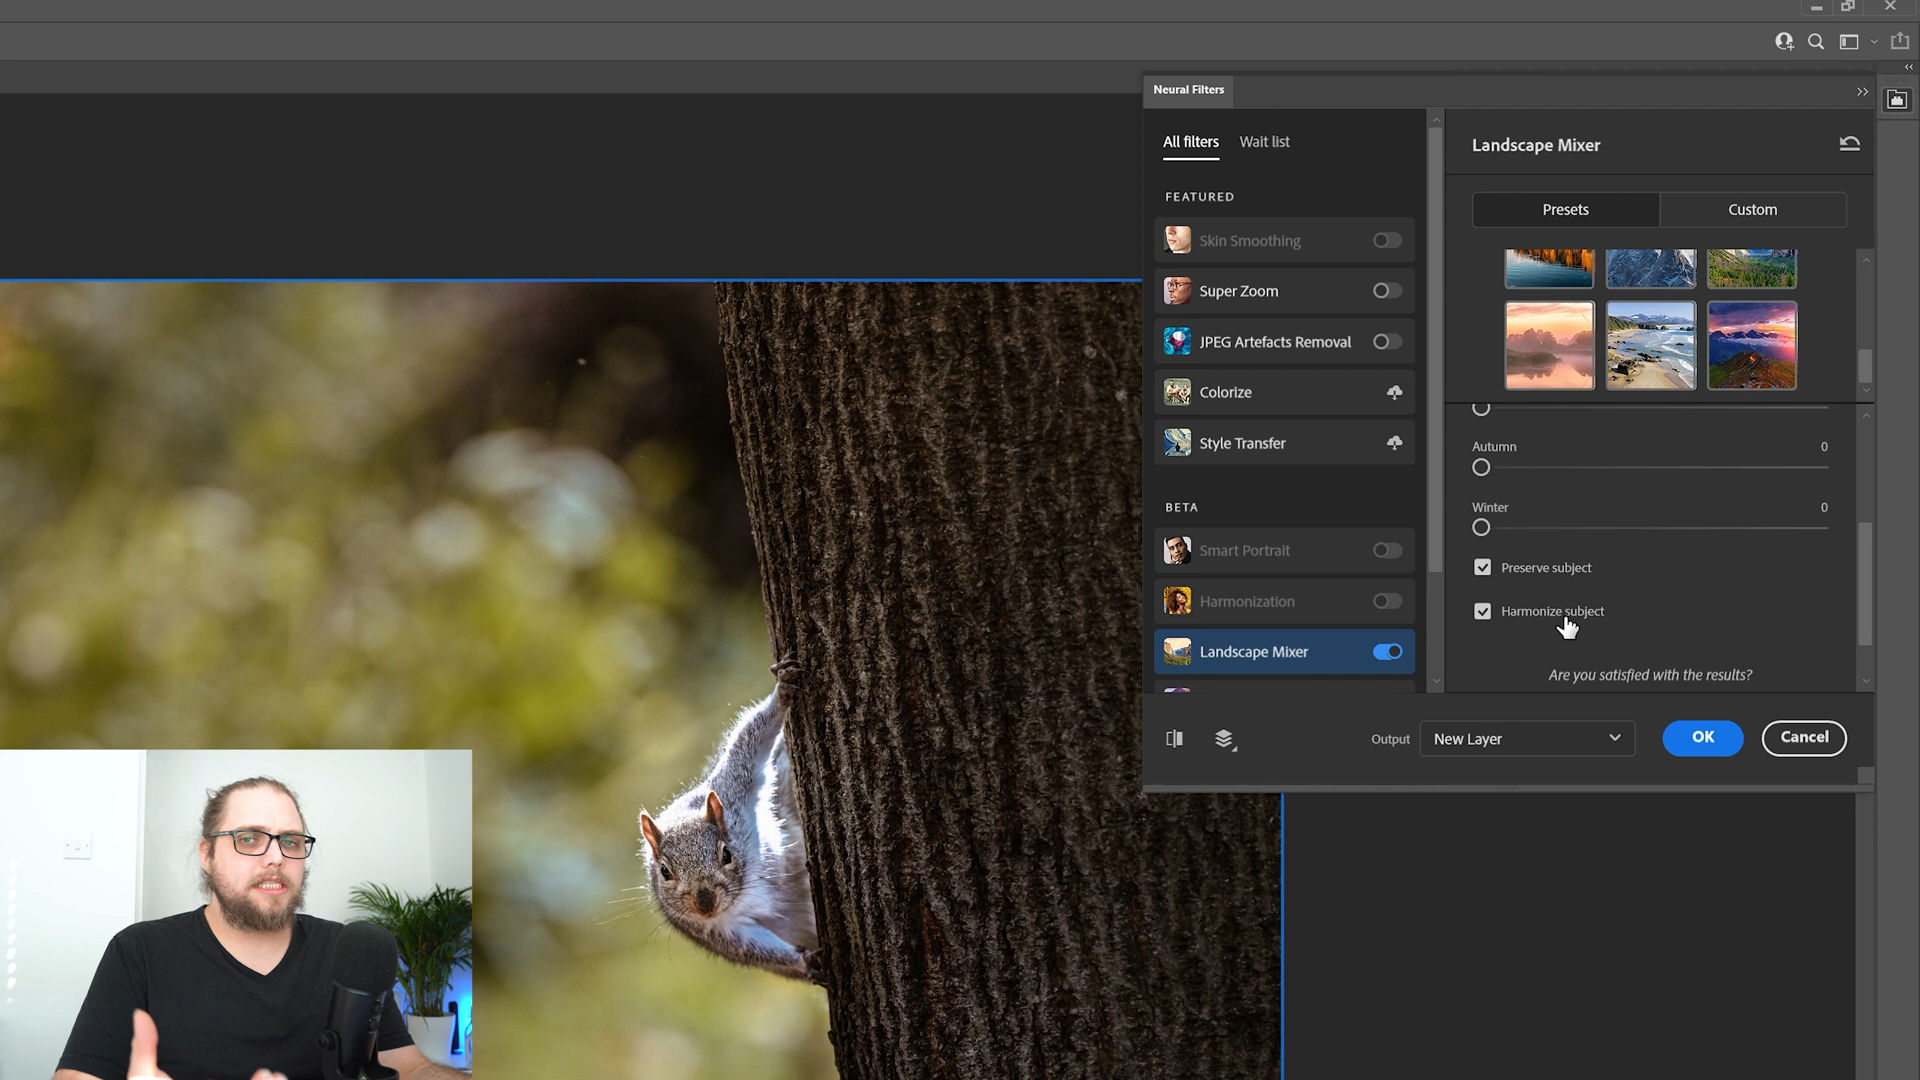 Neural Filters
All filters
Wait list
FEATURED
Skin Smoothing
Super Zoom
JPEG Artefacts Removal
Colorize
Style Transfer
BETA
Smart Portrait
Harmonization
Landscape Mixer
Landscape Mixer
Presets
Custom
Autumn 0
Winter 0
Preserve subject
Harmonize subject
Are you satisfied with the results?
Output
New Layer
OK
Cancel